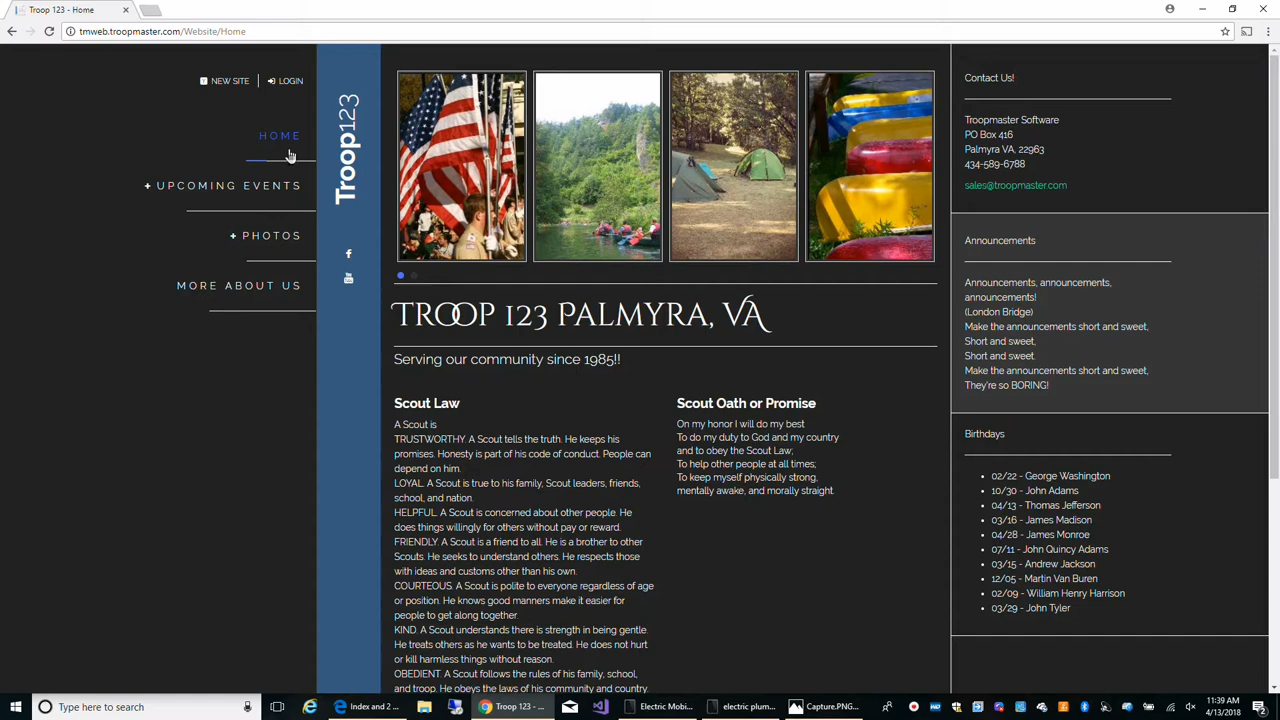 Troop 123 - Home
tmweb.troopmaster.com/Website/Home
NEW SITE
LOGIN
HOME
+ UPCOMING EVENTS
+ PHOTOS
MORE ABOUT US
Troop123
TROOP 123 PALMYRA, VA
Serving our community since 1985!!
Scout Law
A Scout is
TRUSTWORTHY. A Scout tells the truth. He keeps his
promises. Honesty is part of his code of conduct. People can
depend on him.
LOYAL. A Scout is true to his family, Scout leaders, friends,
school, and nation.
HELPFUL. A Scout is concerned about other people. He
does things willingly for others without pay or reward.
FRIENDLY. A Scout is a friend to all. He is a brother to other
Scouts. He seeks to understand others. He respects those
with ideas and customs other than his own.
COURTEOUS. A Scout is polite to everyone regardless of age
or position. He knows good manners make it easier for
people to get along together.
KIND. A Scout understands there is strength in being gentle.
He treats others as he wants to be treated. He does not hurt
or kill harmless things without reason.
OBEDIENT. A Scout follows the rules of his family, school,
and troop. He obeys the laws of his community and country.
Scout Oath or Promise
On my honor I will do my best
To do my duty to God and my country
and to obey the Scout Law;
To help other people at all times;
To keep myself physically strong,
mentally awake, and morally straight.
Contact Us!
Troopmaster Software
PO Box 416
Palmyra VA, 22963
434-589-6788
sales@troopmaster.com
Announcements
Announcements, announcements,
announcements!
(London Bridge)
Make the announcements short and sweet,
Short and sweet,
Short and sweet.
Make the announcements short and sweet,
They're so BORING!
Birthdays
02/22 - George Washington
10/30 - John Adams
04/13 - Thomas Jefferson
03/16 - James Madison
04/28 - James Monroe
07/11 - John Quincy Adams
03/15 - Andrew Jackson
12/05 - Martin Van Buren
02/09 - William Henry Harrison
03/29 - John Tyler
Type here to search
Index and 2 ...
Troop 123 - ...
Electric Mobi...
electric plum...
Capture.PNG...
11:39 AM
4/13/2018